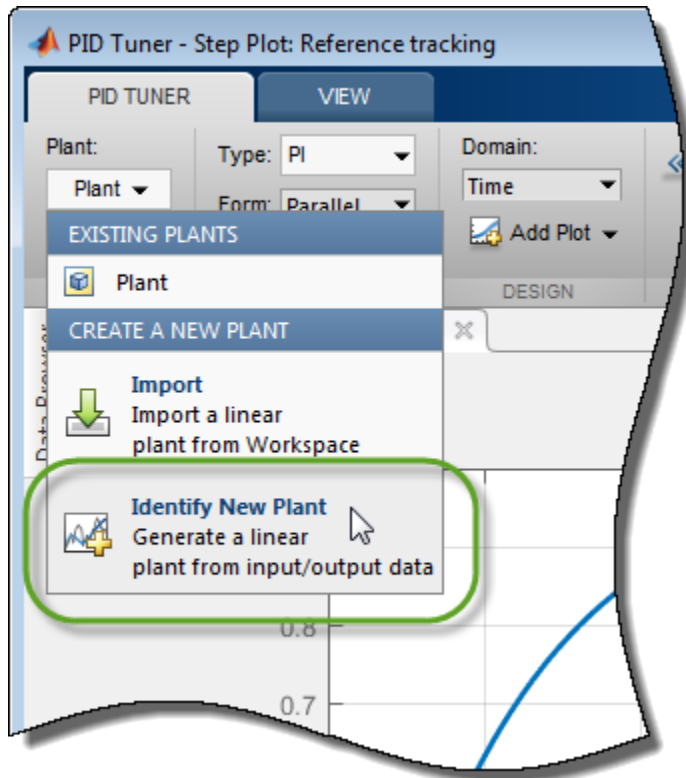 PID Tuner - Step Plot: Reference tracking
PID TUNER
VIEW
Plant:
Type: PI
Domain:
Plant
Form: Parallel
Time
EXISTING PLANTS
Add Plot
Plant
DESIGN
CREATE A NEW PLANT
Data Browser
Import
Import a linear
plant from Workspace
Identify New Plant
Generate a linear
plant from input/output data
0.8
0.7